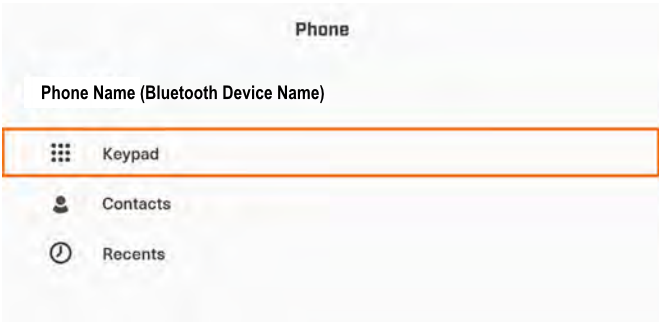 Phone
Phone Name (Bluetooth Device Name)
Keypad
Contacts
Recents